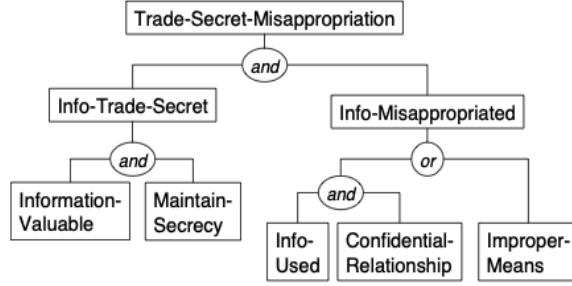 Trade-Secret-Misappropriation
and
Info-Trade-Secret
Info-Misappropriated
and
or
Information-
Valuable
Maintain-
Secrecy
and
Info-
Used
Confidential-
Relationship
Improper-
Means